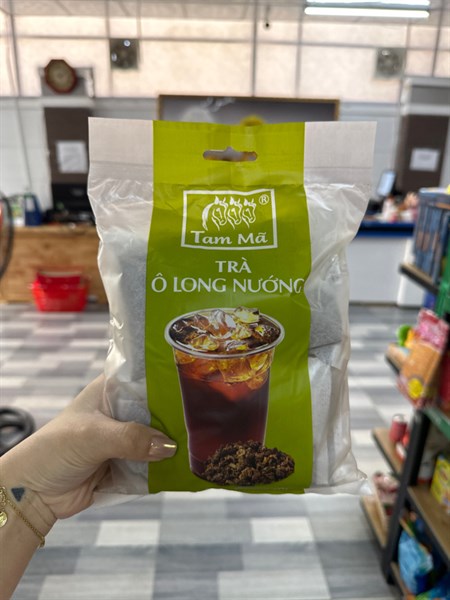 ®
Tam Mã
TRÀ
Ô LONG NƯỚNG